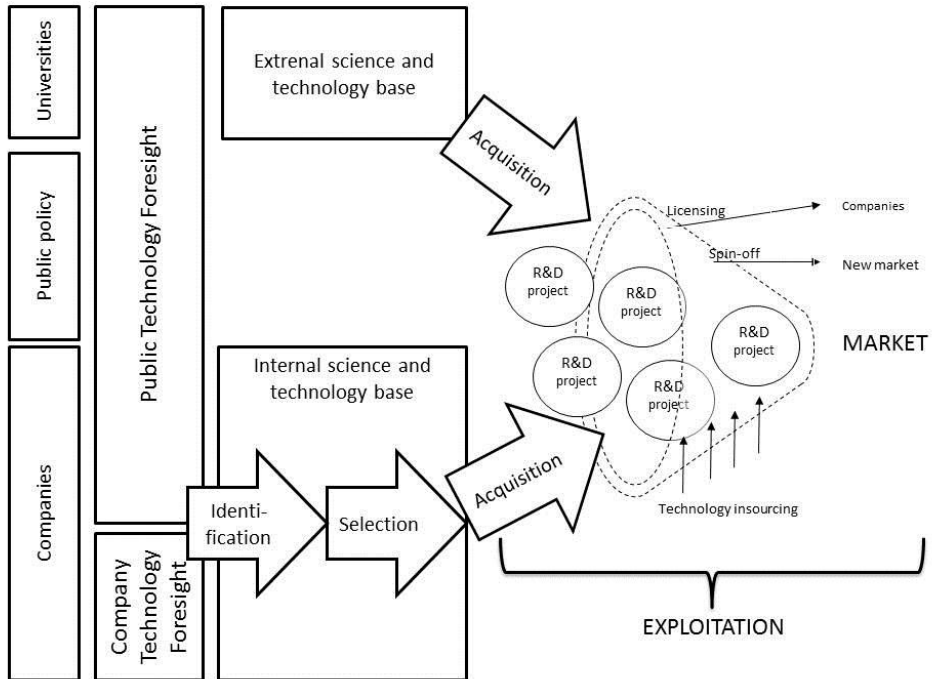 Universities
Public policy
Companies
Public Technology Foresight
Company
Technology
Foresight
Extrenal science and
technology base
Internal science and
technology base
Identi-
fication
Selection
Acquisition
Acquisition
R&D
project
R&D
project
R&D
project
R&D
project
R&D
project
Licensing
Companies
Spin-off
New market
MARKET
Technology insourcing
EXPLOITATION